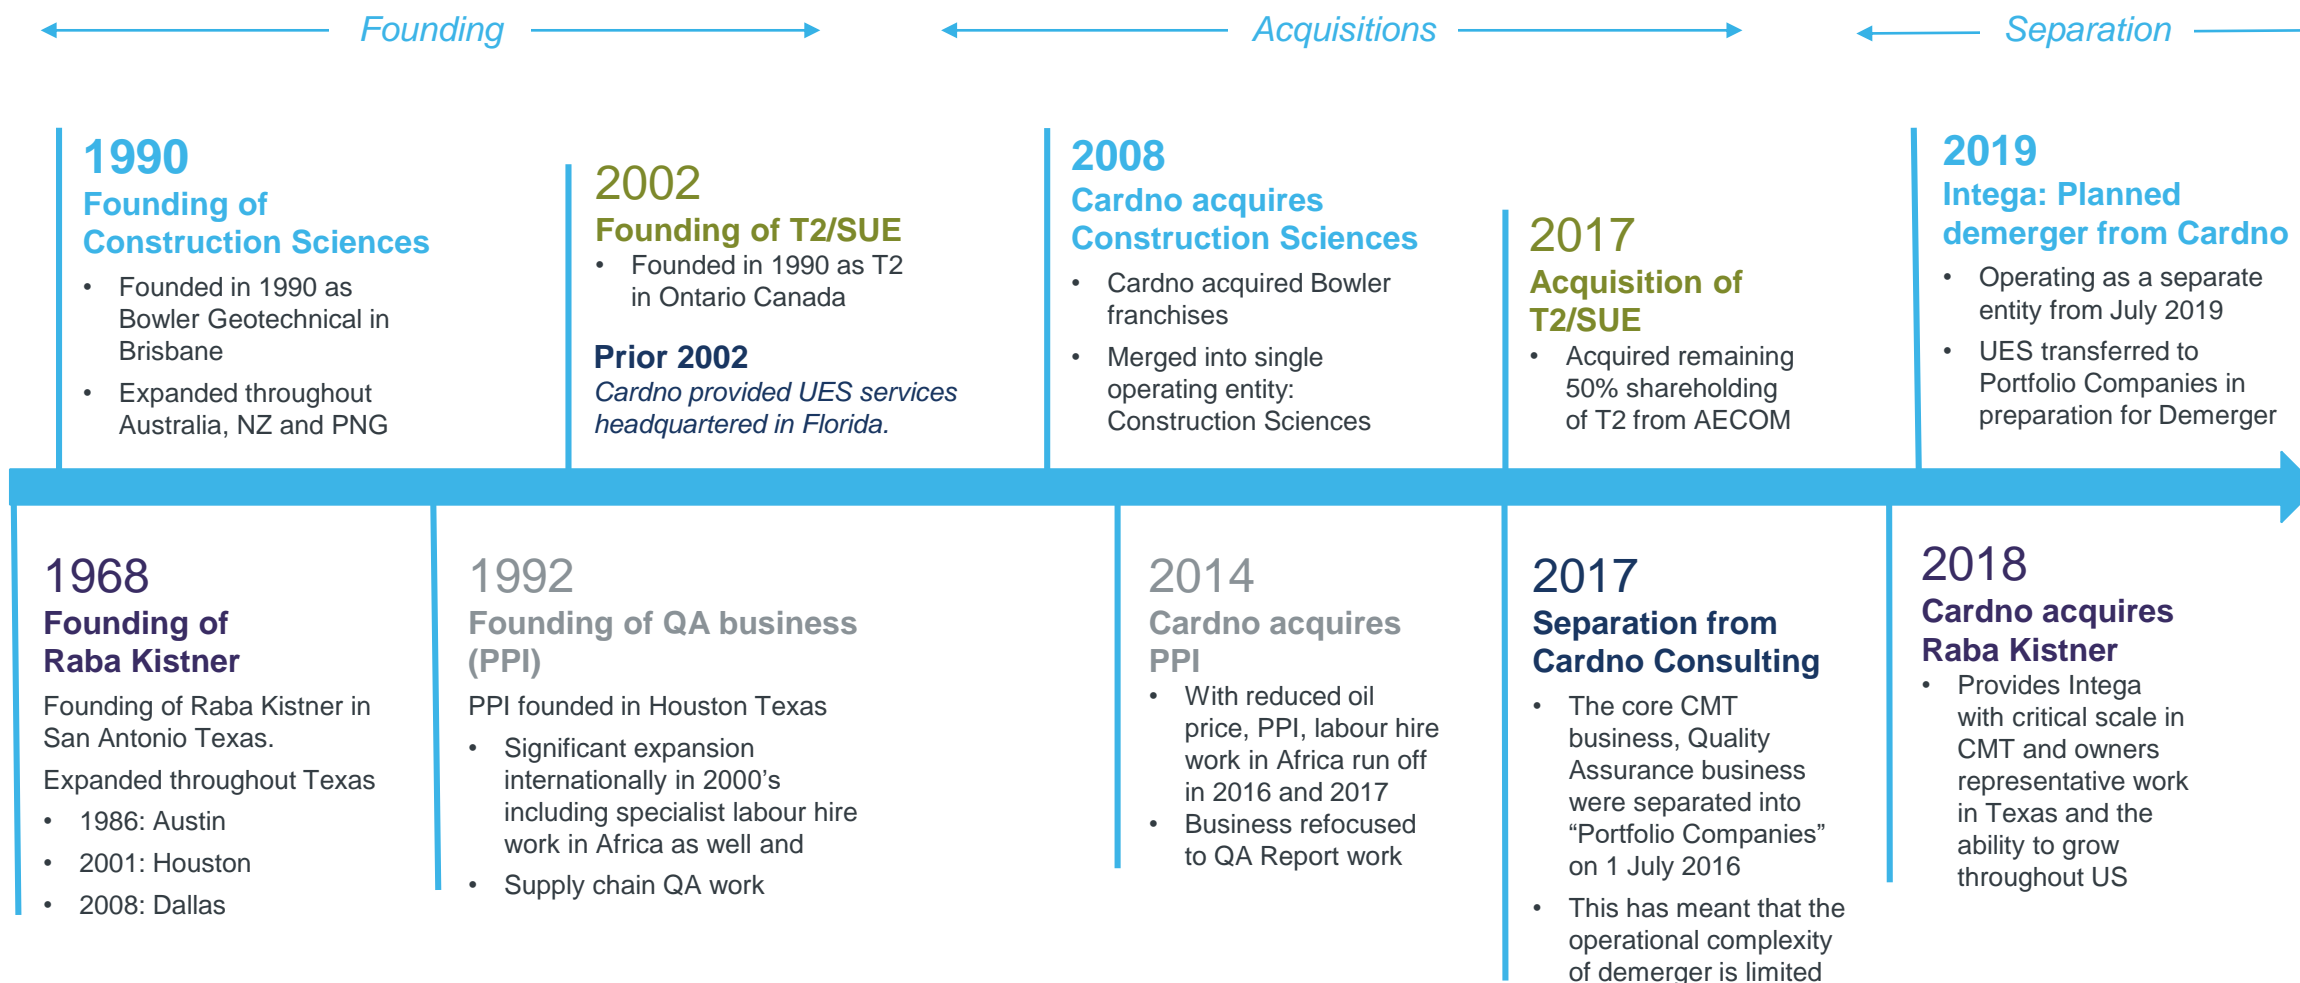 Founding
Acquisitions
Separation
1990
Founding of
Construction Sciences
• Founded in 1990 as
Bowler Geotechnical in
Brisbane
• Expanded throughout
Australia, NZ and PNG
2002
Founding of T2/SUE
• Founded in 1990 as T2
in Ontario Canada
Prior 2002
Cardno provided UES services
headquartered in Florida.
2008
Cardno acquires
Construction Sciences
• Cardno acquired Bowler
franchises
• Merged into single
operating entity:
Construction Sciences
2017
Acquisition of
T2/SUE
• Acquired remaining
50% shareholding
of T2 from AECOM
2019
Intega: Planned
demerger from Cardno
• Operating as a separate
entity from July 2019
• UES transferred to
Portfolio Companies in
preparation for Demerger
1968
Founding of
Raba Kistner
Founding of Raba Kistner in
San Antonio Texas.
Expanded throughout Texas
• 1986: Austin
• 2001: Houston
• 2008: Dallas
1992
Founding of QA business
(PPI)
PPI founded in Houston Texas
• Significant expansion
internationally in 2000’s
including specialist labour hire
work in Africa as well and
• Supply chain QA work
2014
Cardno acquires
PPI
• With reduced oil
price, PPI, labour hire
work in Africa run off
in 2016 and 2017
• Business refocused
to QA Report work
2017
Separation from
Cardno Consulting
• The core CMT
business, Quality
Assurance business
were separated into
“Portfolio Companies”
on 1 July 2016
• This has meant that the
operational complexity
of demerger is limited
2018
Cardno acquires
Raba Kistner
• Provides Intega
with critical scale in
CMT and owners
representative work
in Texas and the
ability to grow
throughout US